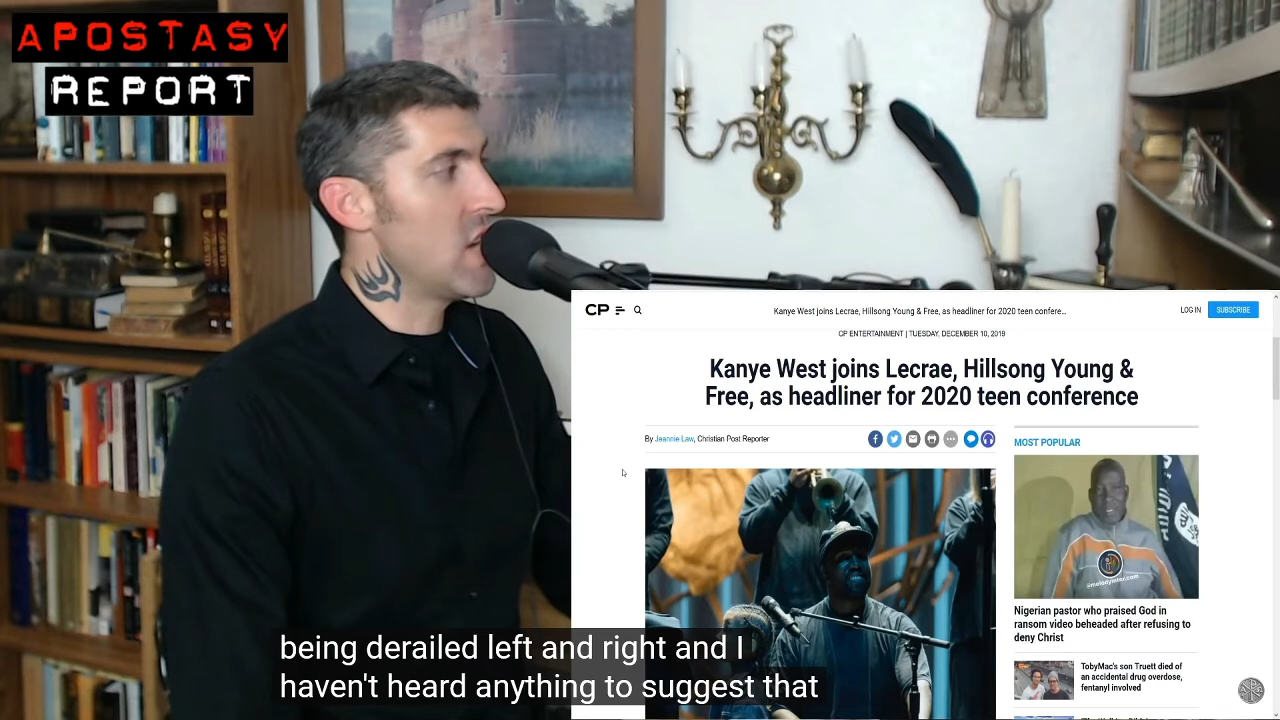 APOSTASY
REPORT
CP
Kanye West joins Lecrae, Hillsong Young & Free, as headliner for 2020 teen confere...
LOG IN
SUBSCRIBE
CP ENTERTAINMENT | TUESDAY, DECEMBER 10, 2019
Kanye West joins Lecrae, Hillsong Young &
Free, as headliner for 2020 teen conference
By Jeannie Law, Christian Post Reporter
MOST POPULAR
@melodyinter.com
Nigerian pastor who praised God in
ransom video beheaded after refusing to
deny Christ
TobyMac's son Truett died of
an accidental drug overdose,
fentanyl involved
being derailed left and right and I
haven't heard anything to suggest that